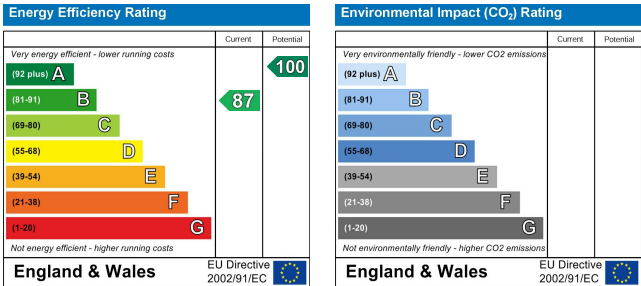 Energy Efficiency Rating
Current Potential
Very energy efficient - lower running costs
(92 plus) A
(81-91) B
(69-80) C
(55-68) D
(39-54) E
(21-38) F
(1-20) G
87
100
Not energy efficient - higher running costs
England & Wales
EU Directive
2002/91/EC
Environmental Impact (CO₂) Rating
Current Potential
Very environmentally friendly - lower CO2 emissions
(92 plus) A
(81-91) B
(69-80) C
(55-68) D
(39-54) E
(21-38) F
(1-20) G
Not environmentally friendly - higher CO2 emissions
England & Wales
EU Directive
2002/91/EC